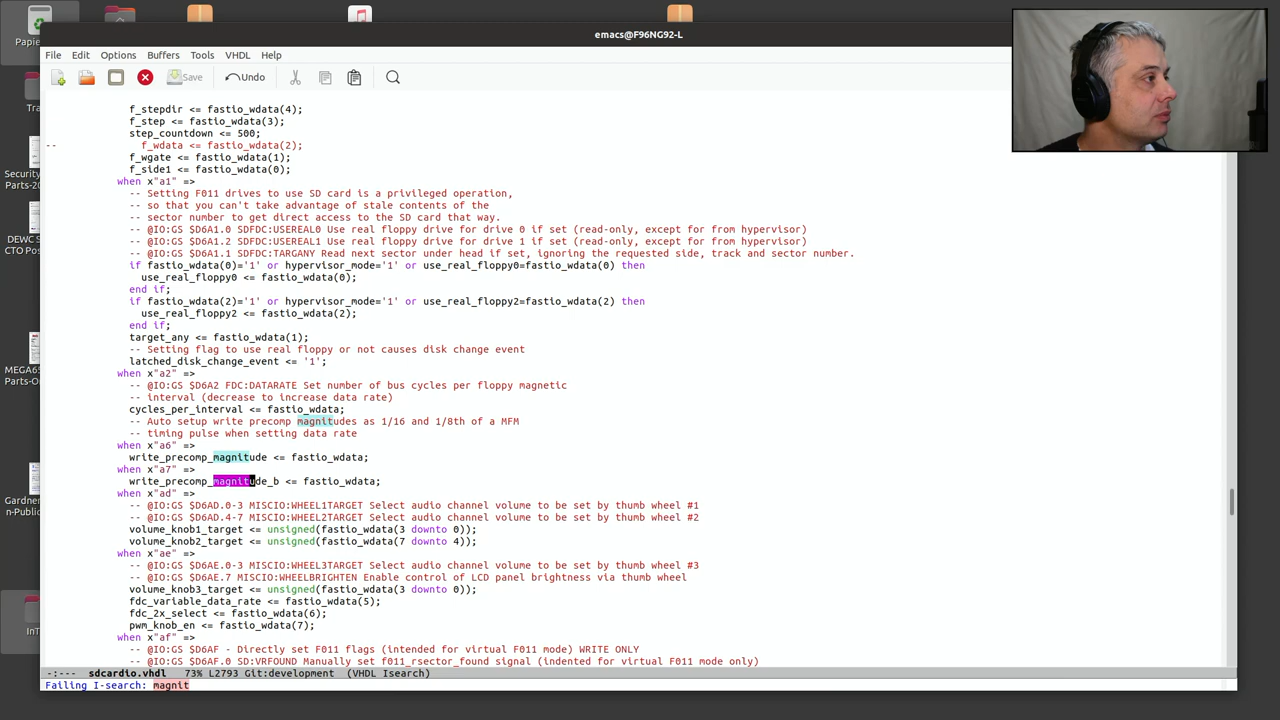 Papie
emacs@F96NG92-L
File Edit Options Buffers Tools VHDL Help
Save Undo
Tra
Security
Parts-20
DEWC S
CTO Pos
MEGA65
Parts-O
Gardner
n-Public
InT
f_stepdir <= fastio_wdata(4);
f_step <= fastio_wdata(3);
step_countdown <= 500;
-- f_wdata <= fastio_wdata(2);
f_wgate <= fastio_wdata(1);
f_side1 <= fastio_wdata(0);
when x"a1" =>
-- Setting F011 drives to use SD card is a privileged operation,
-- so that you can't take advantage of stale contents of the
-- sector number to get direct access to the SD card that way.
-- @IO:GS $D6A1.0 SDFDC:USEREAL0 Use real floppy drive for drive 0 if set (read-only, except for from hypervisor)
-- @IO:GS $D6A1.2 SDFDC:USEREAL1 Use real floppy drive for drive 1 if set (read-only, except for from hypervisor)
-- @IO:GS $D6A1.1 SDFDC:TARGANY Read next sector under head if set, ignoring the requested side, track and sector number.
if fastio_wdata(0)='1' or hypervisor_mode='1' or use_real_floppy0=fastio_wdata(0) then
use_real_floppy0 <= fastio_wdata(0);
end if;
if fastio_wdata(2)='1' or hypervisor_mode='1' or use_real_floppy2=fastio_wdata(2) then
use_real_floppy2 <= fastio_wdata(2);
end if;
target_any <= fastio_wdata(1);
-- Setting flag to use real floppy or not causes disk change event
latched_disk_change_event <= '1';
when x"a2" =>
-- @IO:GS $D6A2 FDC:DATARATE Set number of bus cycles per floppy magnetic
-- interval (decrease to increase data rate)
cycles_per_interval <= fastio_wdata;
-- Auto setup write precomp magnitudes as 1/16 and 1/8th of a MFM
-- timing pulse when setting data rate
when x"a6" =>
write_precomp_magnitude <= fastio_wdata;
when x"a7" =>
write_precomp_magnitude_b <= fastio_wdata;
when x"ad" =>
-- @IO:GS $D6AD.0-3 MISCIO:WHEEL1TARGET Select audio channel volume to be set by thumb wheel #1
-- @IO:GS $D6AD.4-7 MISCIO:WHEEL2TARGET Select audio channel volume to be set by thumb wheel #2
volume_knob1_target <= unsigned(fastio_wdata(3 downto 0));
volume_knob2_target <= unsigned(fastio_wdata(7 downto 4));
when x"ae" =>
-- @IO:GS $D6AE.0-3 MISCIO:WHEEL3TARGET Select audio channel volume to be set by thumb wheel #3
-- @IO:GS $D6AE.7 MISCIO:WHEELBRIGHTEN Enable control of LCD panel brightness via thumb wheel
volume_knob3_target <= unsigned(fastio_wdata(3 downto 0));
fdc_variable_data_rate <= fastio_wdata(5);
fdc_2x_select <= fastio_wdata(6);
pwm_knob_en <= fastio_wdata(7);
when x"af" =>
-- @IO:GS $D6AF - Directly set F011 flags (intended for virtual F011 mode) WRITE ONLY
-- @IO:GS $D6AF.0 SD:VRFOUND Manually set f011_rsector_found signal (indented for virtual F011 mode only)
-:--- sdcardio.vhdl 73% L2793 Git:development (VHDL Isearch)
Failing I-search: magnit